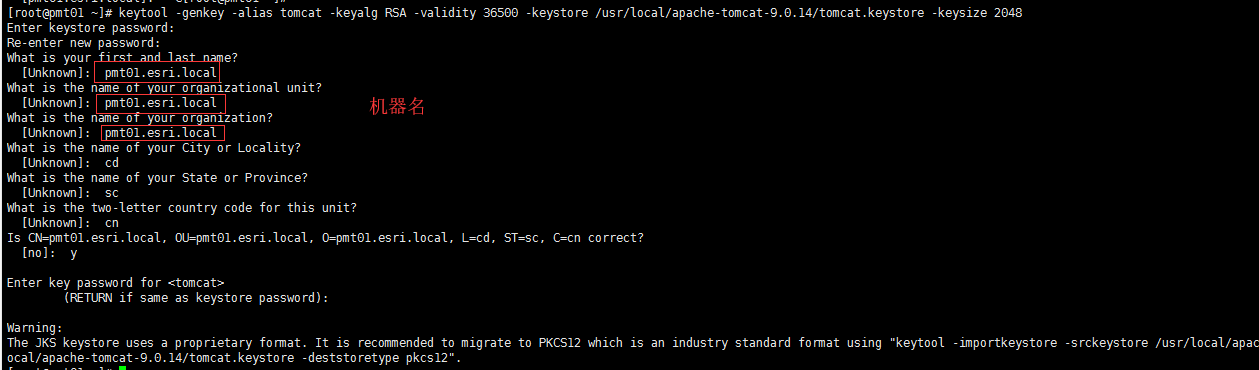 [root@pmt01 ~]# keytool -genkey -alias tomcat -keyalg RSA -validity 36500 -keystore /usr/local/apache-tomcat-9.0.14/tomcat.keystore -keysize 2048
Enter keystore password:
Re-enter new password:
What is your first and last name?
[Unknown]: pmt01.esri.local
What is the name of your organizational unit?
[Unknown]: pmt01.esri.local
机器名
What is the name of your organization?
[Unknown]: pmt01.esri.local
What is the name of your City or Locality?
[Unknown]: cd
What is the name of your State or Province?
[Unknown]: sc
What is the two-letter country code for this unit?
[Unknown]: cn
Is CN=pmt01.esri.local, OU=pmt01.esri.local, O=pmt01.esri.local, L=cd, ST=sc, C=cn correct?
[no]: y
Enter key password for <tomcat>
(RETURN if same as keystore password):
Warning:
The JKS keystore uses a proprietary format. It is recommended to migrate to PKCS12 which is an industry standard format using "keytool -importkeystore -srckeystore /usr/local/apac
ocal/apache-tomcat-9.0.14/tomcat.keystore -deststoretype pkcs12".